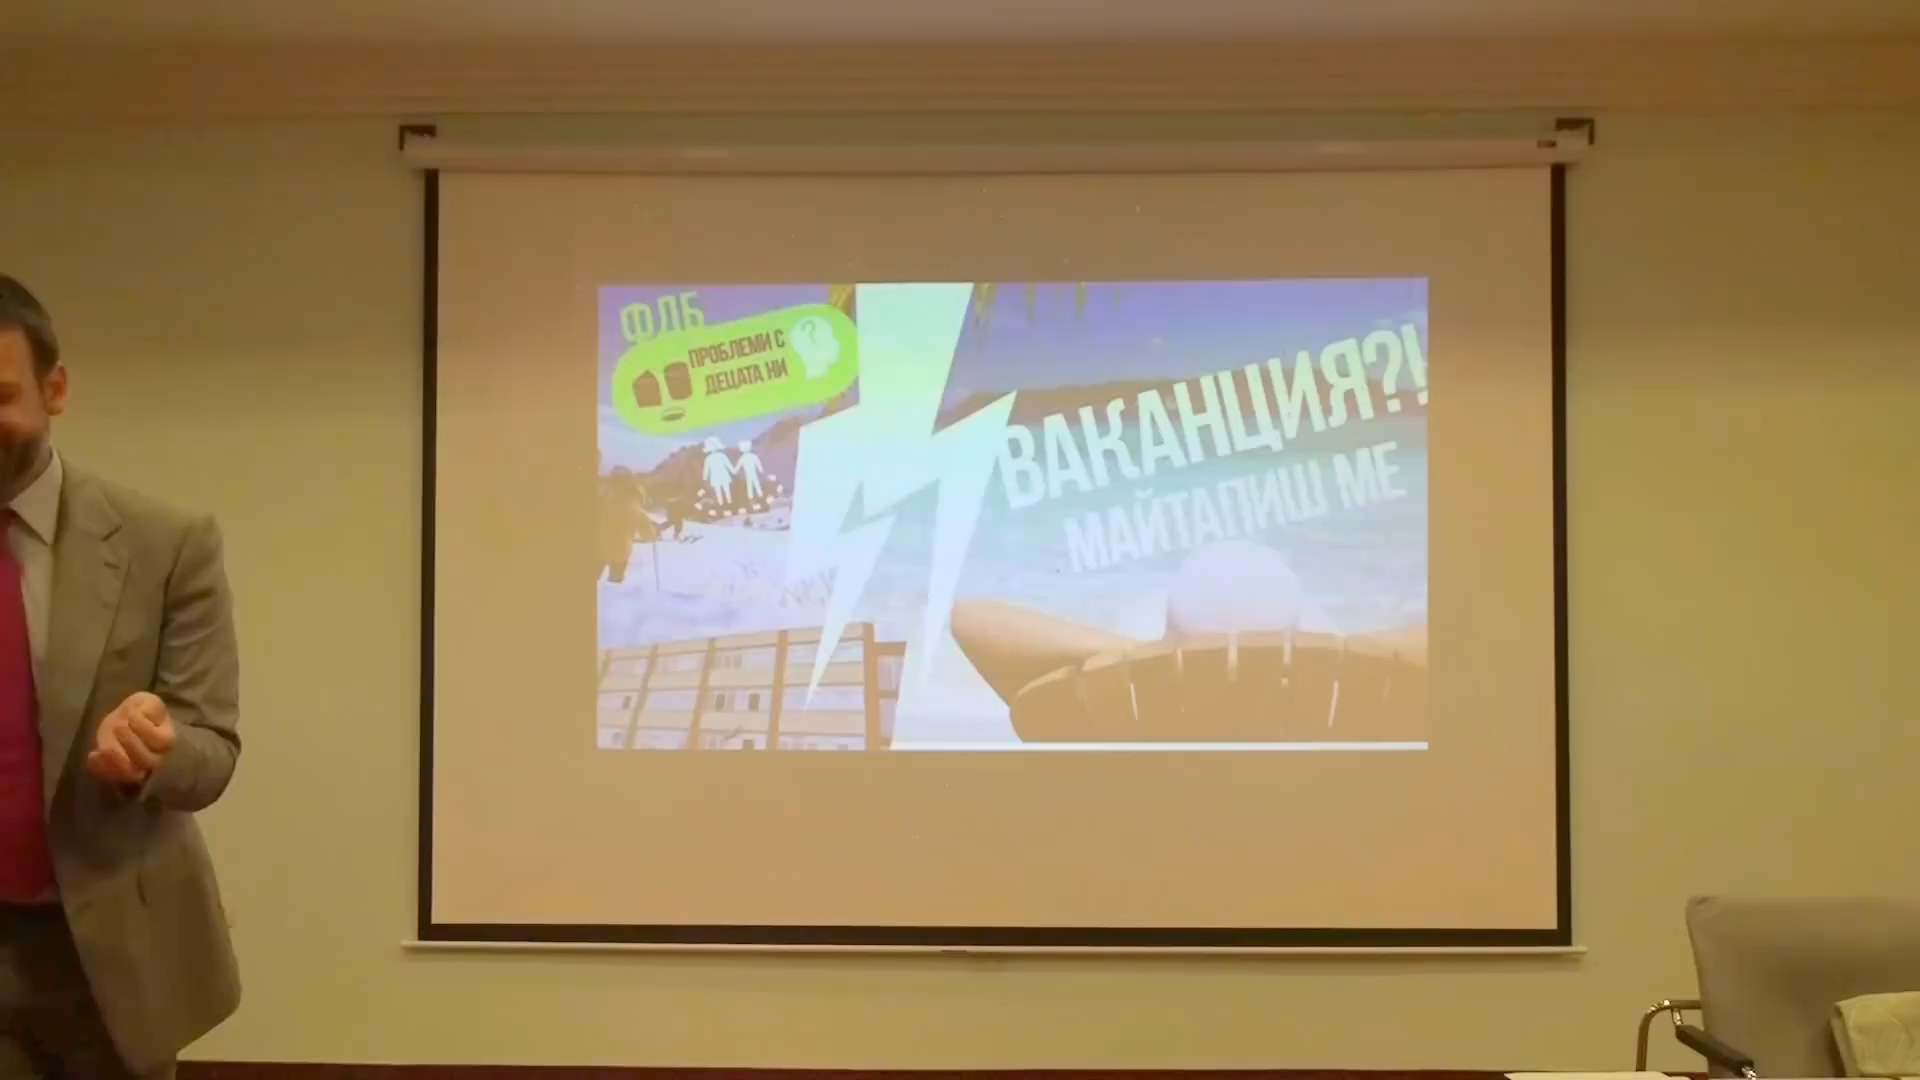 ФЛБ
ПРОБЛЕМИ С
ДЕЦАТА НИ
?
ВАКАНЦИЯ?!
МАЙТАПИШ МЕ